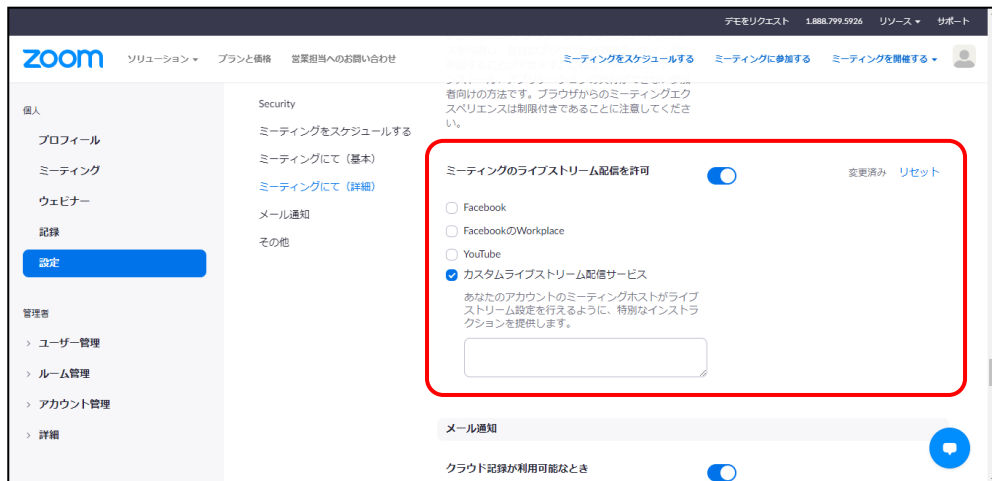 デモをリクエスト 1.888.799.5926 リソース サポート
zoom ソリューション プランと価格 営業担当へのお問い合わせ ミーティングをスケジュールする ミーティングに参加する ミーティングを開催する
個人
プロフィール
ミーティング
ウェビナー
記録
設定
管理者
ユーザー管理
ルーム管理
アカウント管理
詳細
Security
ミーティングをスケジュールする
ミーティングにて（基本）
ミーティングにて（詳細）
メール通知
その他
者向けの方法です。ブラウザからのミーティングエク
スペリエンスは制限付きであることに注意してくださ
い。
ミーティングのライブストリーム配信を許可
変更済み リセット
Facebook
FacebookのWorkplace
YouTube
カスタムライブストリーム配信サービス
あなたのアカウントのミーティングホストがライブ
ストリーム設定を行えるように、特別なインストラ
クションを提供します。
メール通知
クラウド記録が利用可能なとき